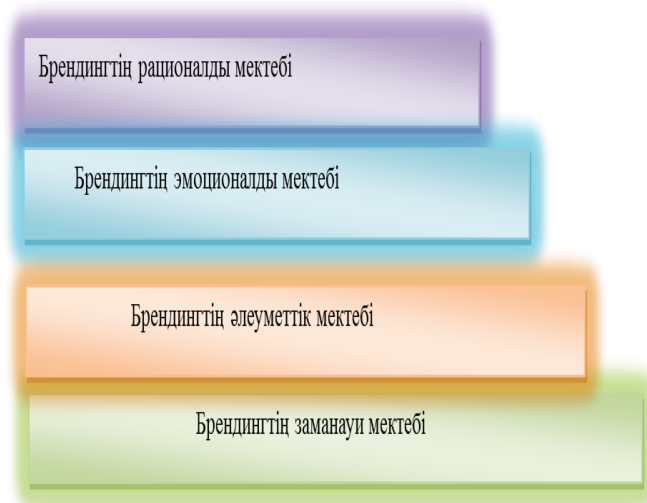 Брендингтің рационалды мектебі
Брендингтің эмоционалды мектебі
Брендингтің әлеуметтік мектебі
Брендингтің заманауи мектебі